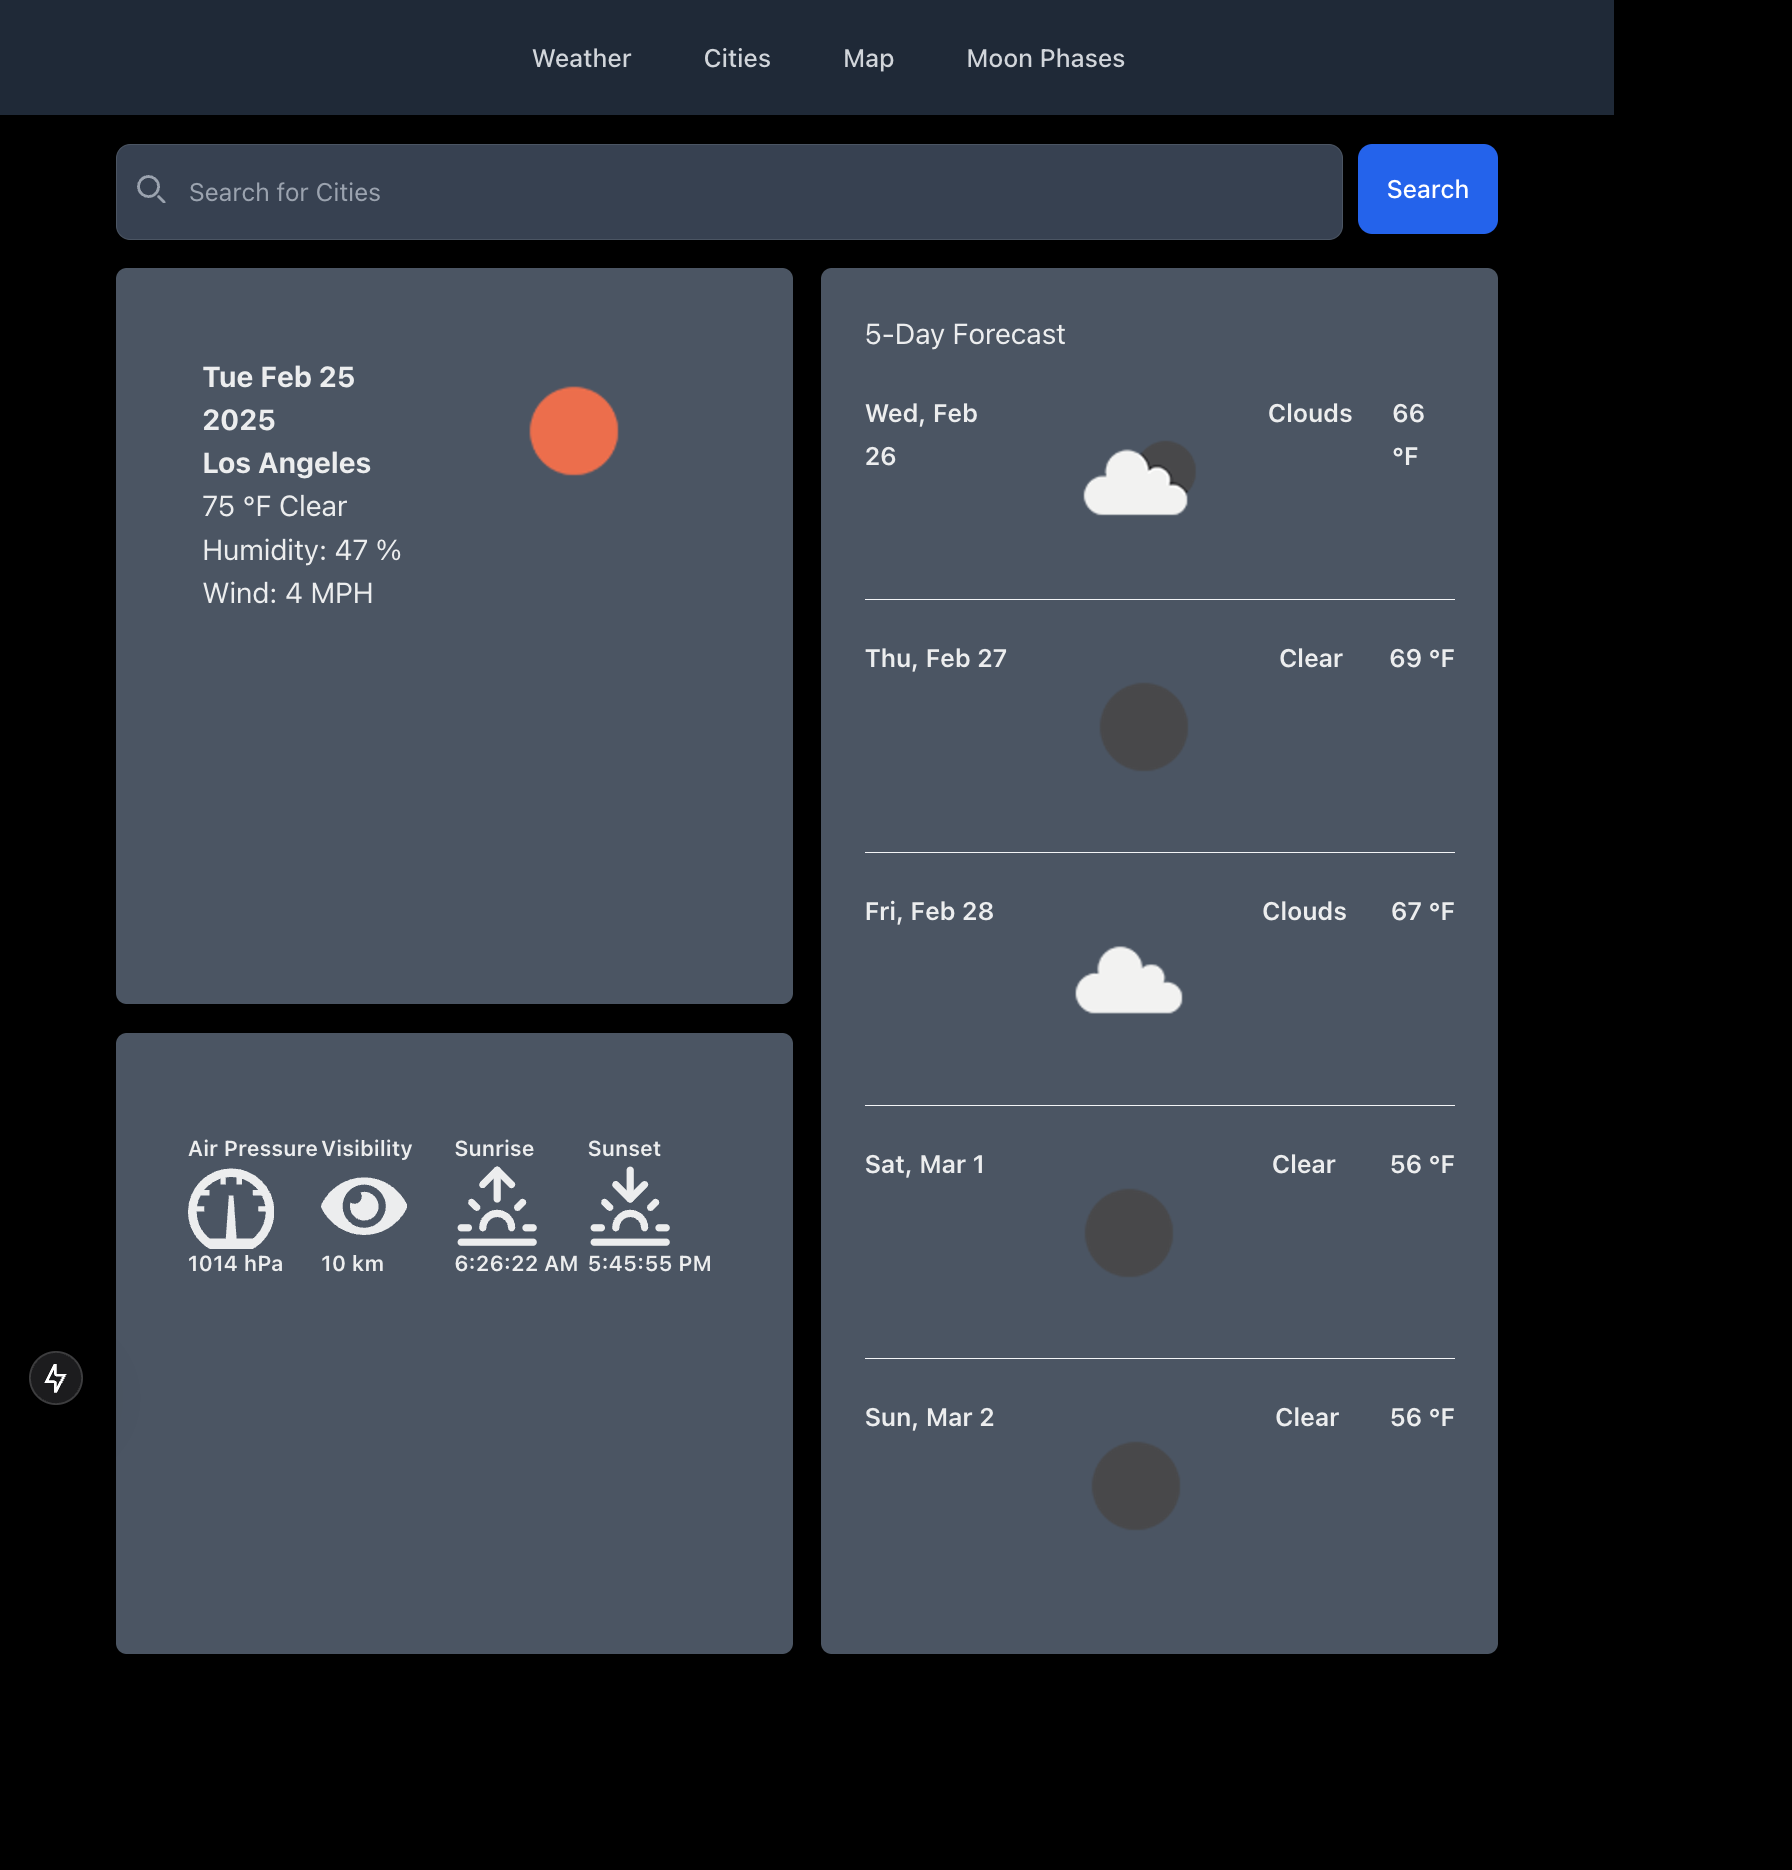 Weather Cities Map Moon Phases
Search for Cities
Search
Tue Feb 25
2025
Los Angeles
75 °F Clear
Humidity: 47 %
Wind: 4 MPH
Air Pressure Visibility Sunrise Sunset
1014 hPa 10 km 6:26:22 AM 5:45:55 PM
5-Day Forecast
Wed, Feb Clouds 66
26 °F
Thu, Feb 27 Clear 69 °F
Fri, Feb 28 Clouds 67 °F
Sat, Mar 1 Clear 56 °F
Sun, Mar 2 Clear 56 °F